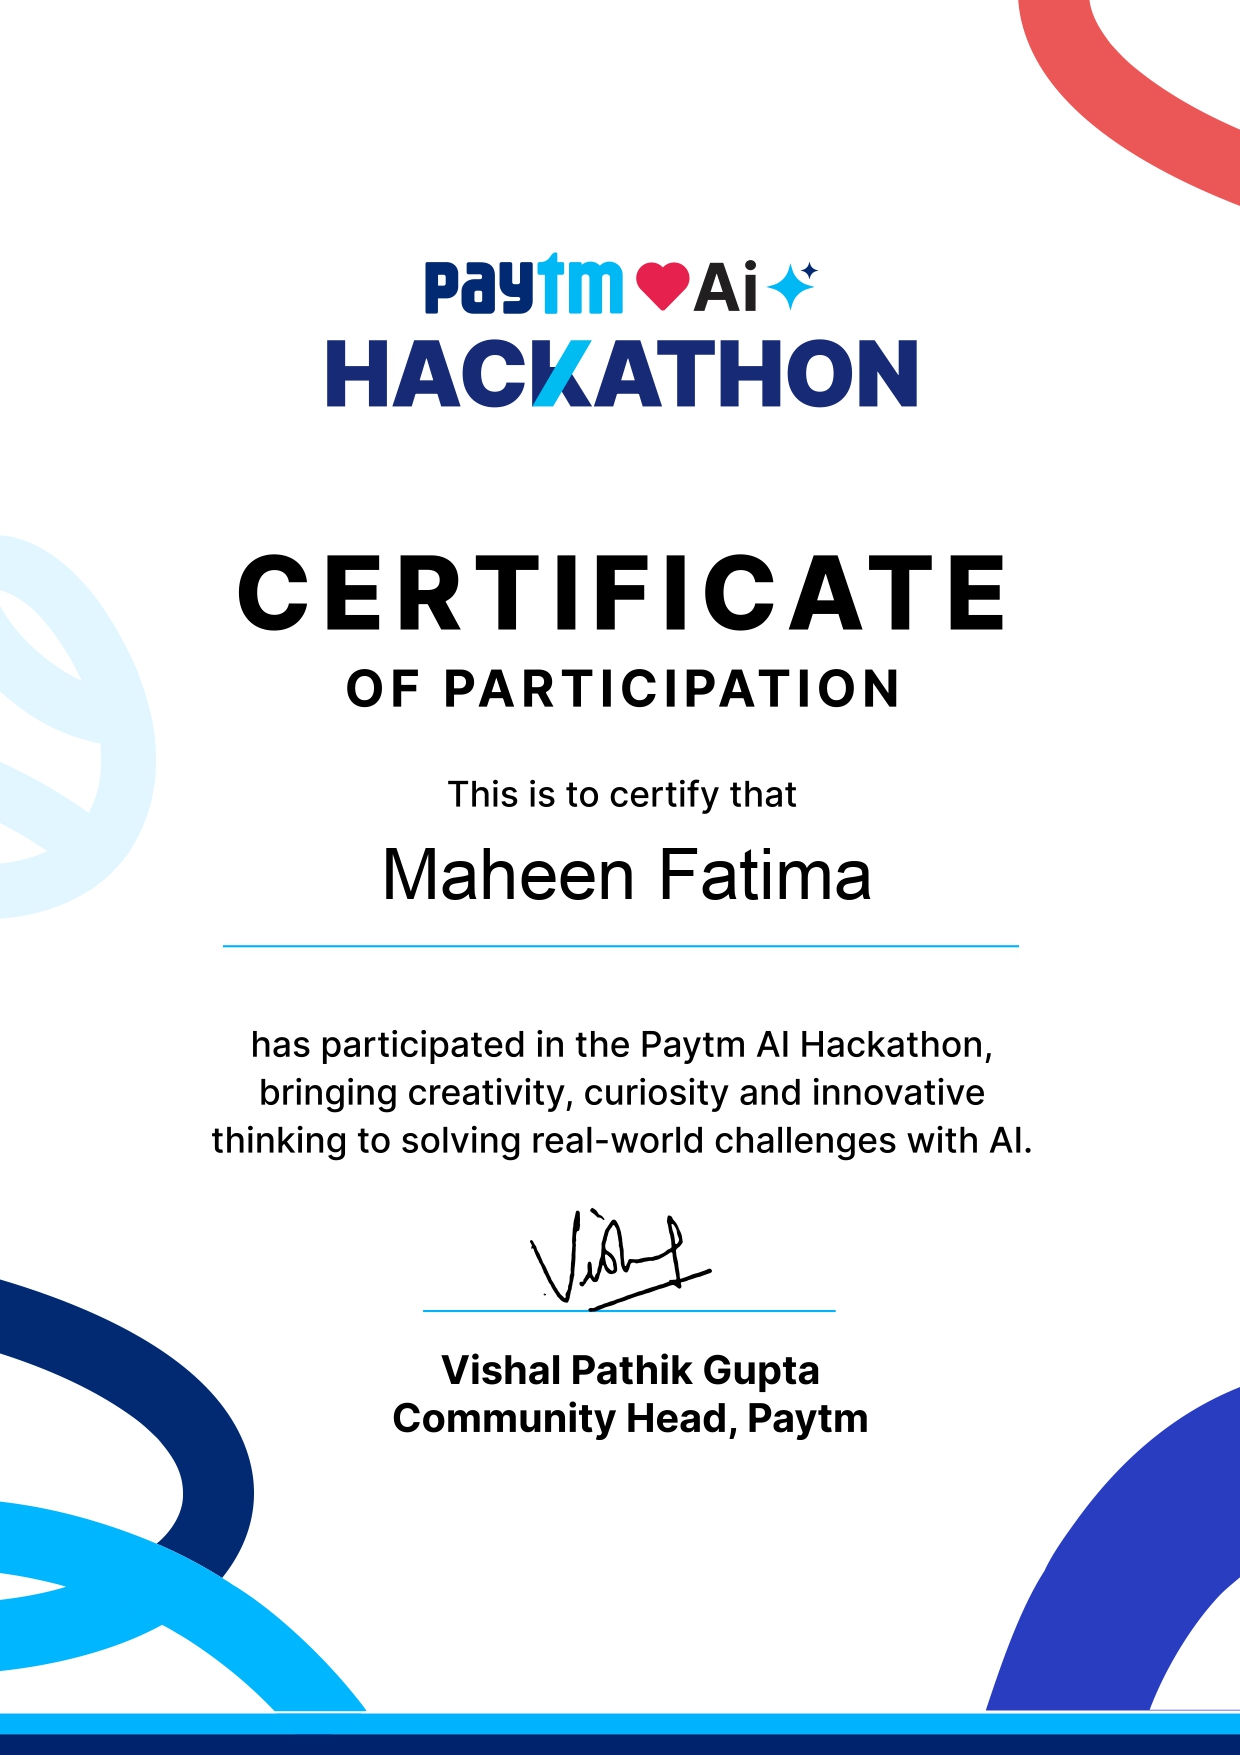 paytm ❤ Ai
HACKATHON
CERTIFICATE
OF PARTICIPATION
This is to certify that
Maheen Fatima
has participated in the Paytm AI Hackathon,
bringing creativity, curiosity and innovative
thinking to solving real-world challenges with AI.
Vishal
Vishal Pathik Gupta
Community Head, Paytm